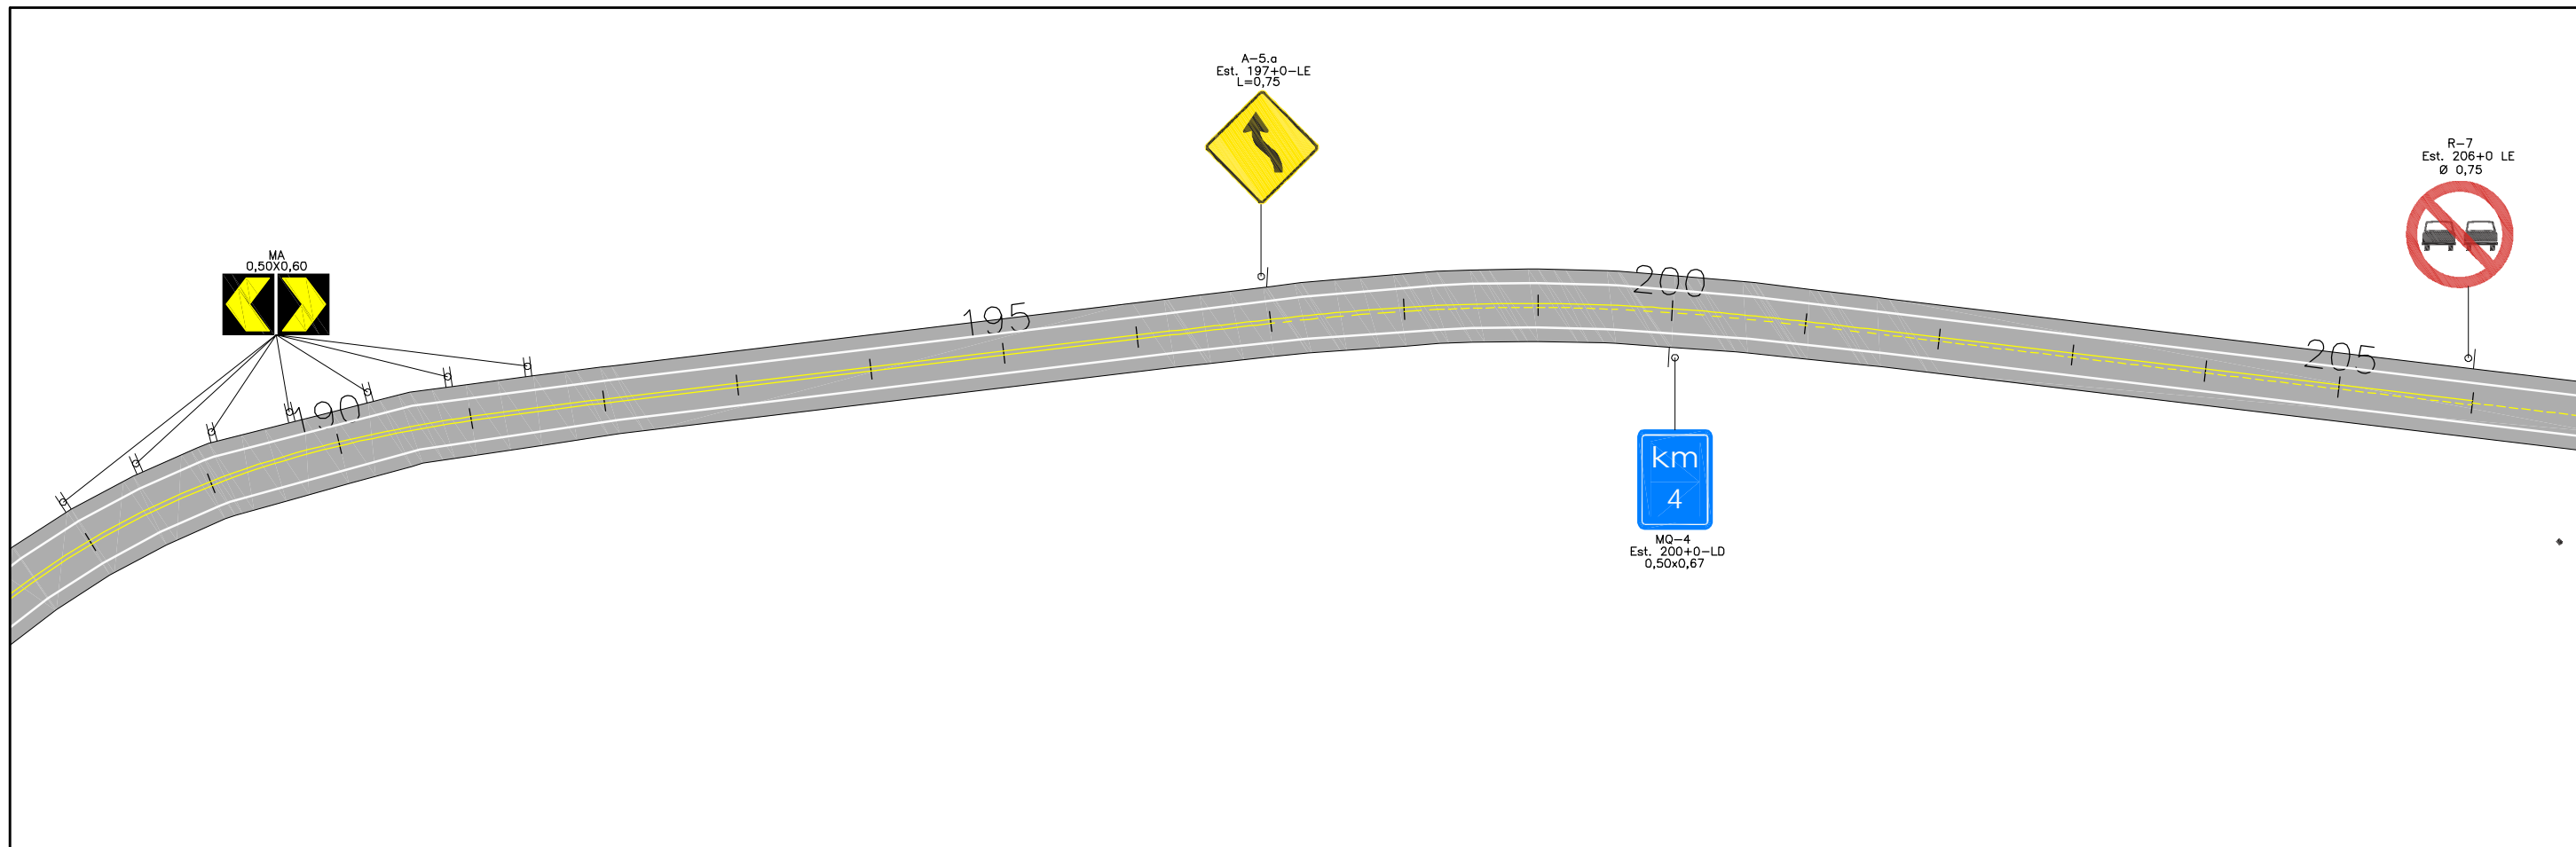 A-5.a
Est. 197+0-LE
L=0,75
R-7
Est. 206+0 LE
Ø 0,75
MA
0,50X0,60
190
195
200
205
km
4
MQ-4
Est. 200+0-LD
0,50x0,67